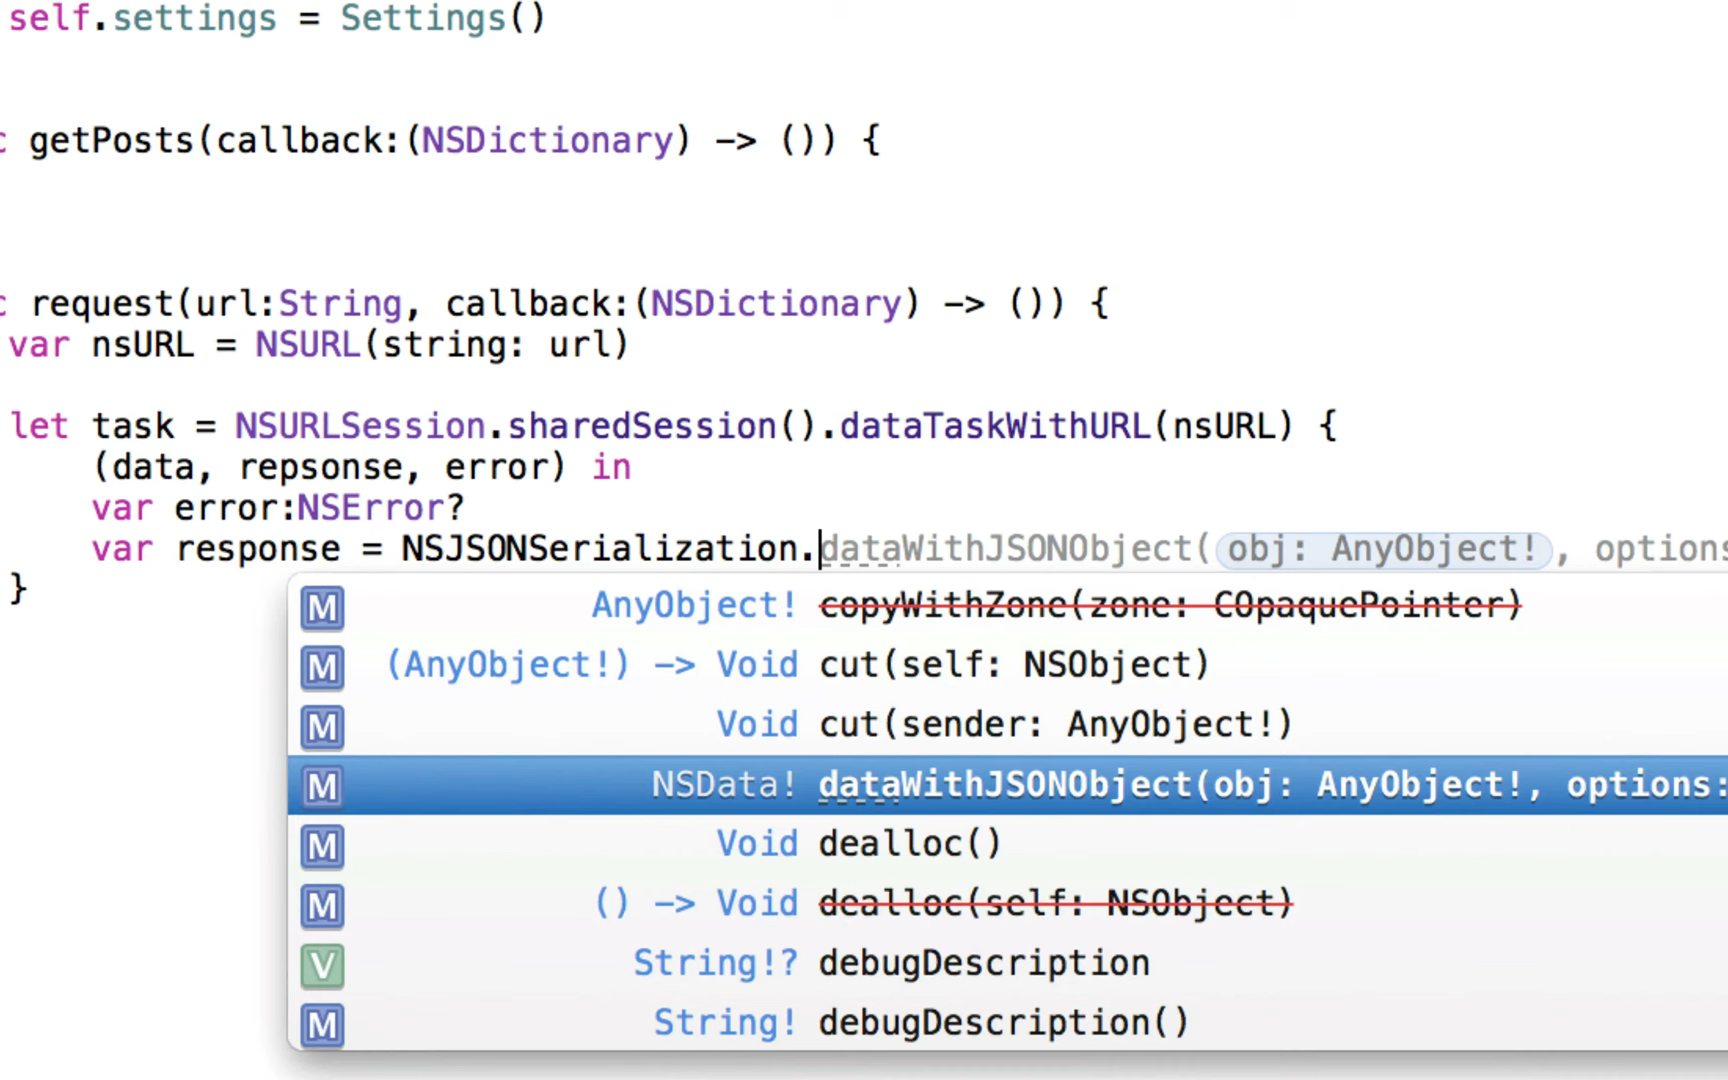 self.settings = Settings()
c getPosts(callback:(NSDictionary) -> ()) {
c request(url:String, callback:(NSDictionary) -> ()) {
var nsURL = NSURL(string: url)
let task = NSURLSession.sharedSession().dataTaskWithURL(nsURL) {
(data, repsonse, error) in
var error:NSError?
var response = NSJSONSerialization.dataWithJSONObject(obj: AnyObject!, options
}
M AnyObject! copyWithZone(zone: COpaquePointer)
M (AnyObject!) -> Void cut(self: NSObject)
M Void cut(sender: AnyObject!)
M NSData! dataWithJSONObject(obj: AnyObject!, options:
M Void dealloc()
M () -> Void dealloc(self: NSObject)
V String!? debugDescription
M String! debugDescription()